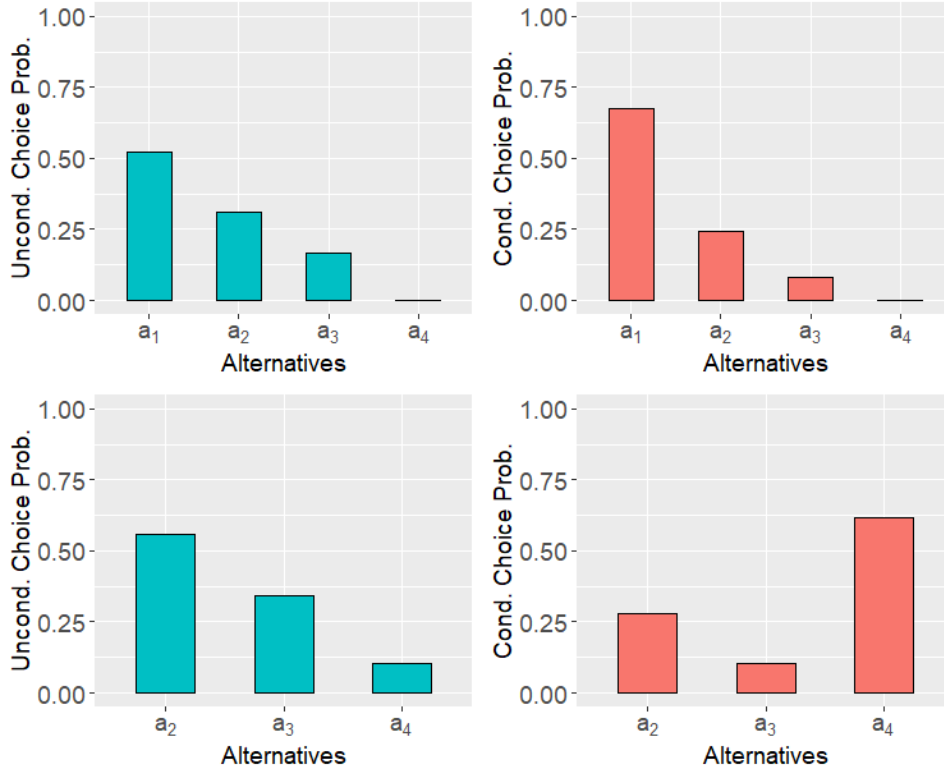 Uncond. Choice Prob.
1.00
0.75
0.50
0.25
0.00
a₁ a₂ a₃ a₄
Alternatives
Cond. Choice Prob.
1.00
0.75
0.50
0.25
0.00
a₁ a₂ a₃ a₄
Alternatives
Uncond. Choice Prob.
1.00
0.75
0.50
0.25
0.00
a₂ a₃ a₄
Alternatives
Cond. Choice Prob.
1.00
0.75
0.50
0.25
0.00
a₂ a₃ a₄
Alternatives